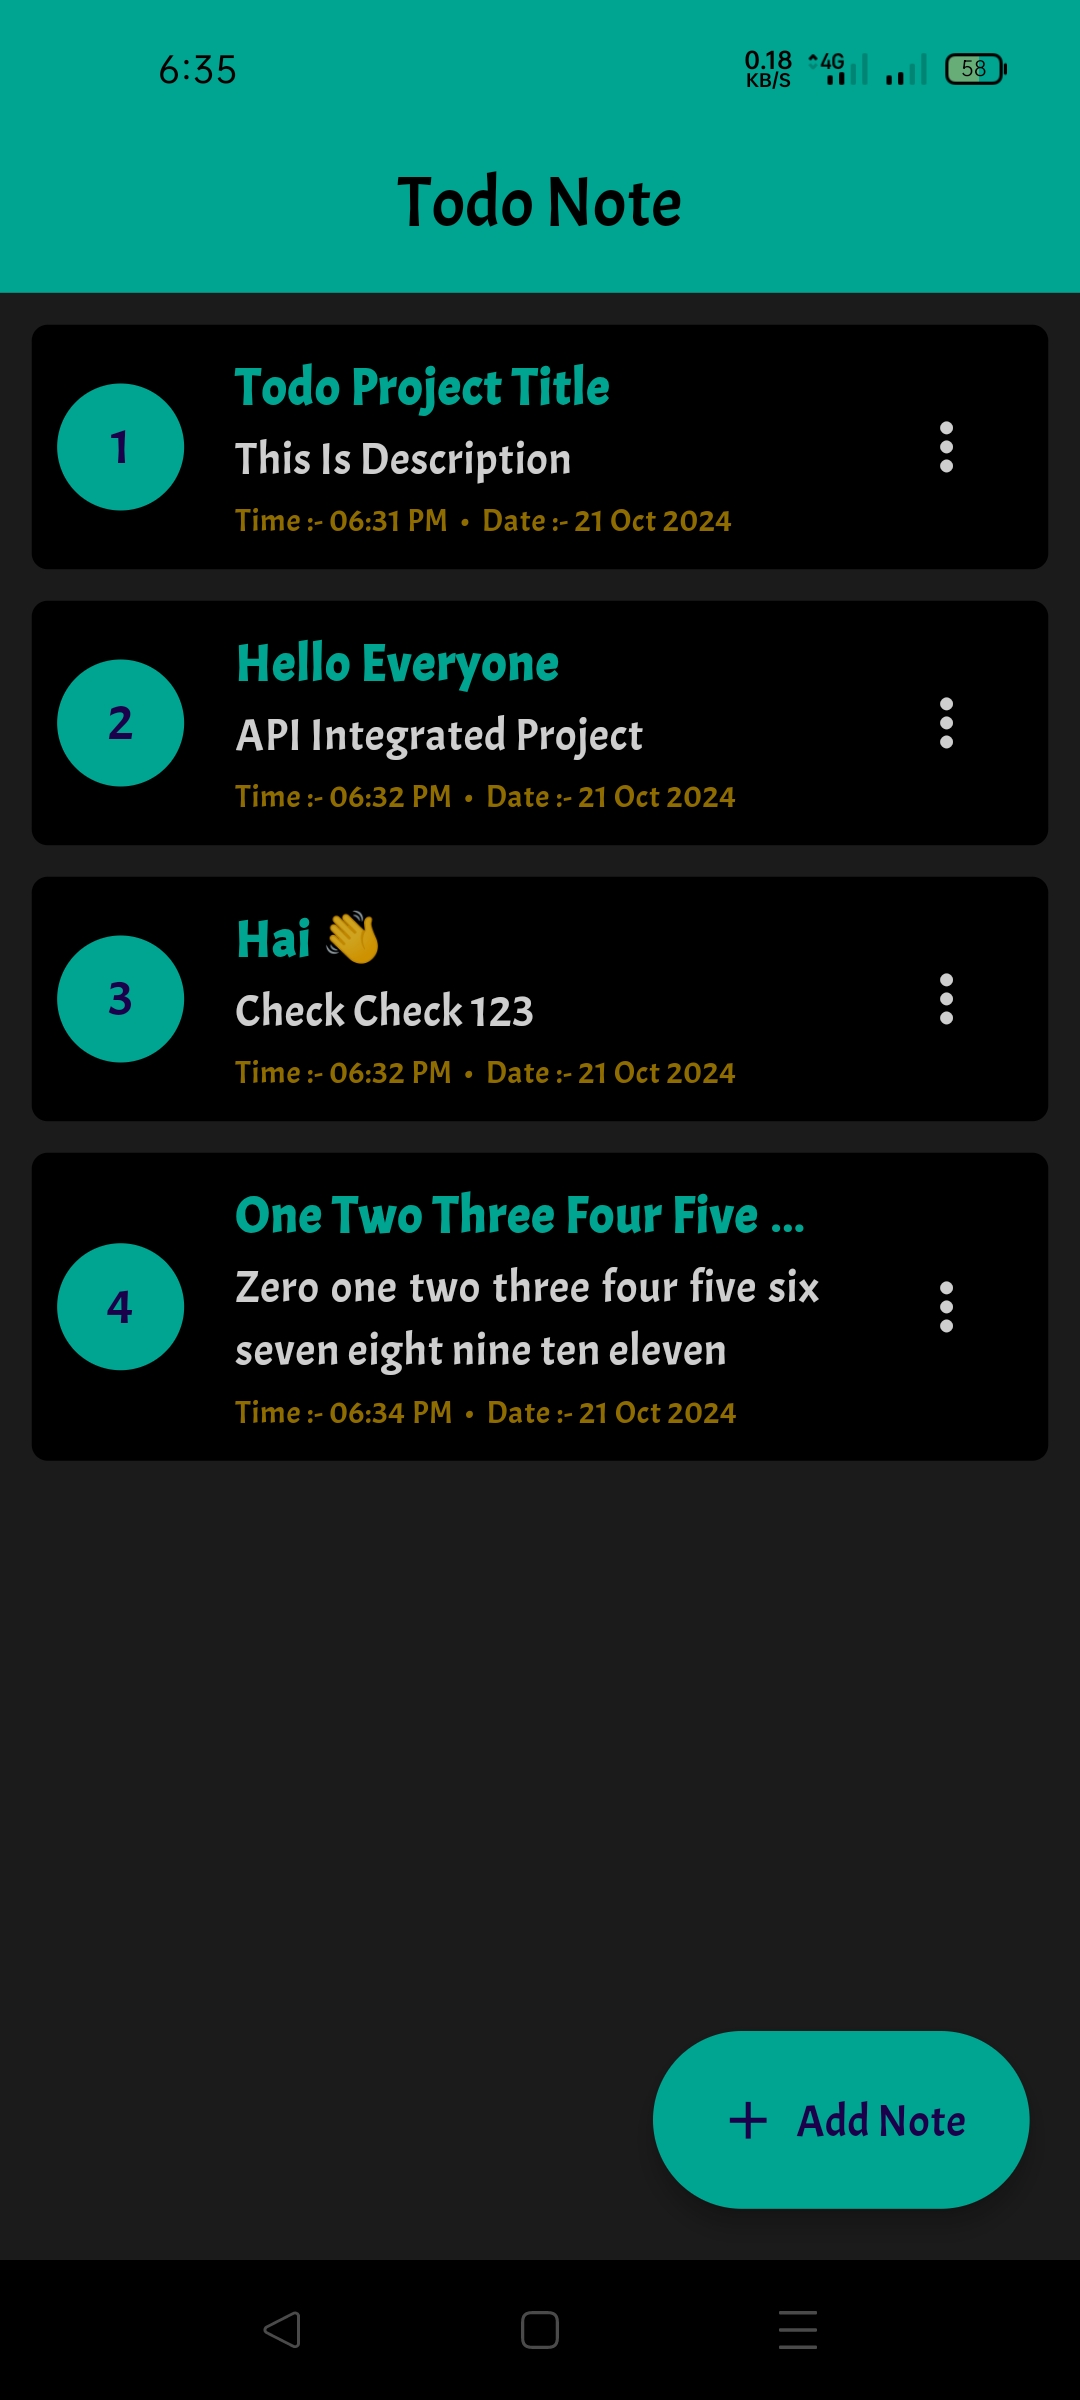 6:35
0.18 KB/S 4G 58
Todo Note
1
Todo Project Title
This Is Description
Time :- 06:31 PM • Date :- 21 Oct 2024
2
Hello Everyone
API Integrated Project
Time :- 06:32 PM • Date :- 21 Oct 2024
3
Hai 👋
Check Check 123
Time :- 06:32 PM • Date :- 21 Oct 2024
4
One Two Three Four Five ...
Zero one two three four five six
seven eight nine ten eleven
Time :- 06:34 PM • Date :- 21 Oct 2024
+ Add Note